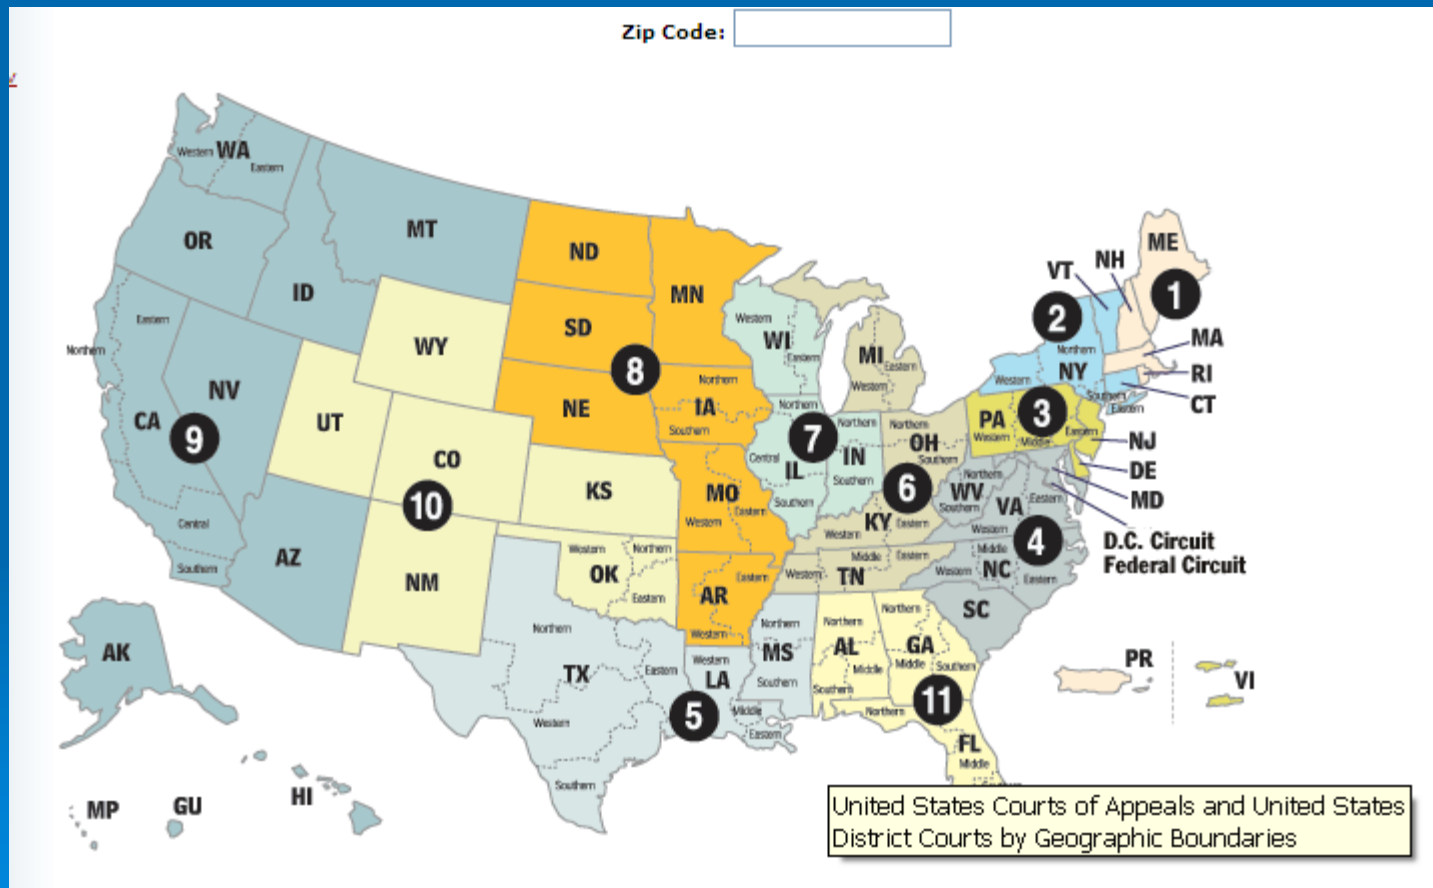 Zip Code:
WA
Western
Eastern
OR
MT
ID
ND
MN
SD
WY
NE
8
IA
Northern
Southern
WI
Western
Eastern
MI
Eastern
Western
ME
NH
VT
1
2
MA
RI
CT
Northern
NY
Western
Southern
Eastern
PA
3
Western
Middle
Eastern
NJ
DE
MD
D.C. Circuit
Federal Circuit
Eastern
Northern
NV
CA
9
Central
Southern
UT
CO
10
KS
AZ
NM
MO
Western
Eastern
Northern
7
Central
IL
Southern
Northern
IN
Southern
Northern
OH
Southern
6
KY
Eastern
Western
Northern
WV
Southern
VA
Eastern
Western
4
Middle
NC
Western
Eastern
SC
Middle
Eastern
Western
TN
Western
Northern
OK
Eastern
Eastern
AR
Western
Northern
TX
Eastern
Western
Southern
Western
LA
5
Middle
Eastern
Northern
MS
Southern
Northern
AL
Middle
Southern
Northern
GA
Middle
Southern
11
Northern
FL
Middle
PR
VI
AK
HI
GU
MP
United States Courts of Appeals and United States
District Courts by Geographic Boundaries